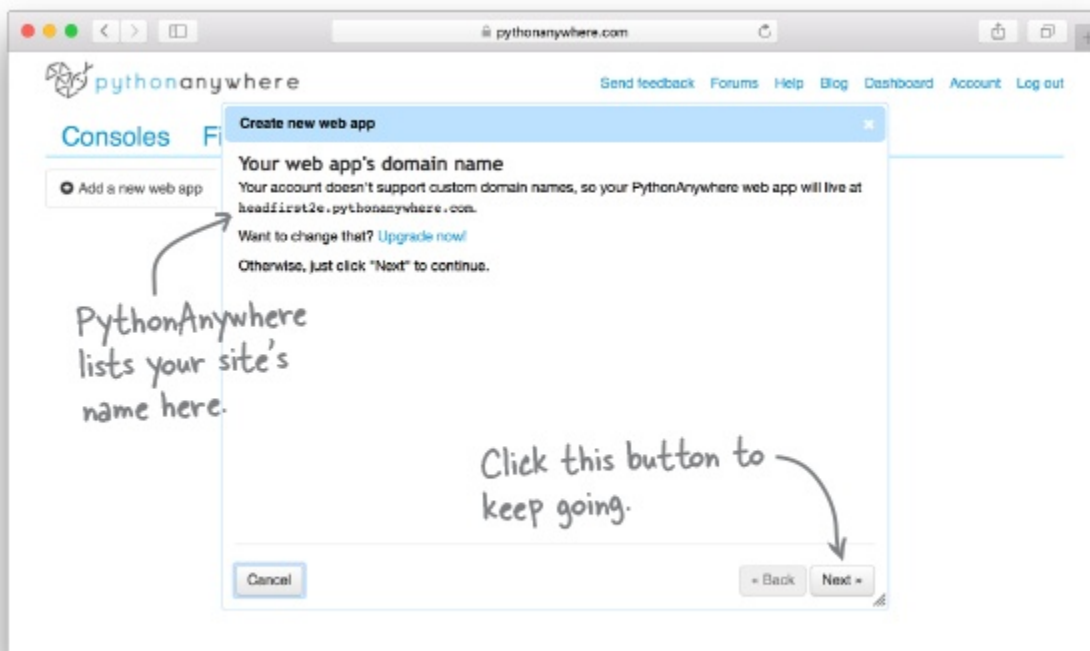 pythonanywhere.com
pythonanywhere
Send feedback Forums Help Blog Dashboard Account Log out
Consoles Fi
Create new web app
Add a new web app
Your web app's domain name
Your account doesn't support custom domain names, so your PythonAnywhere web app will live at
headfirst2e.pythonanywhere.com.
Want to change that? Upgrade now!
Otherwise, just click "Next" to continue.
PythonAnywhere
lists your site's
name here.
Click this button to
keep going.
Cancel
« Back Next »